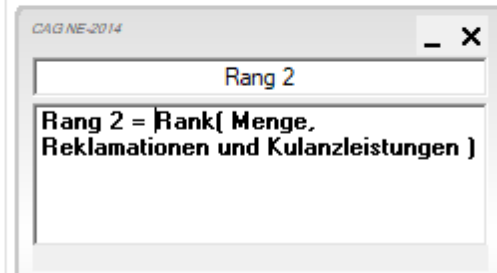 CAG NE-2014
Rang 2
Rang 2 = Rank( Menge,
Reklamationen und Kulanzleistungen )